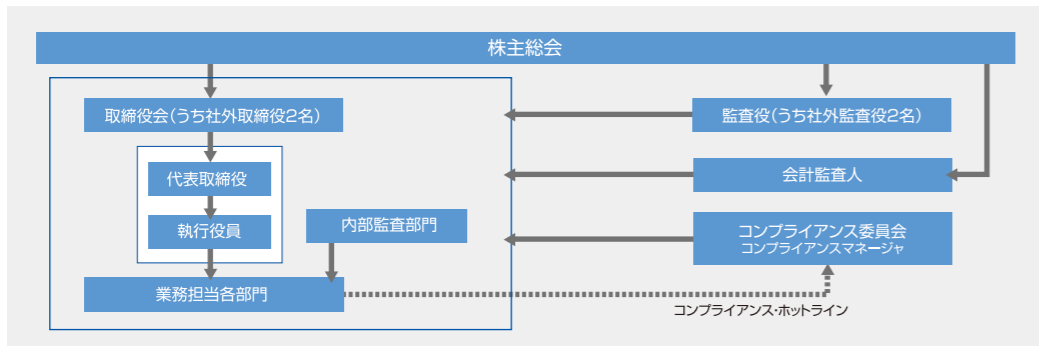 株主総会
取締役会(うち社外取締役2名)
監査役(うち社外監査役2名)
代表取締役
会計監査人
執行役員
内部監査部門
コンプライアンス委員会
コンプライアンスマネージャ
業務担当各部門
コンプライアンス・ホットライン